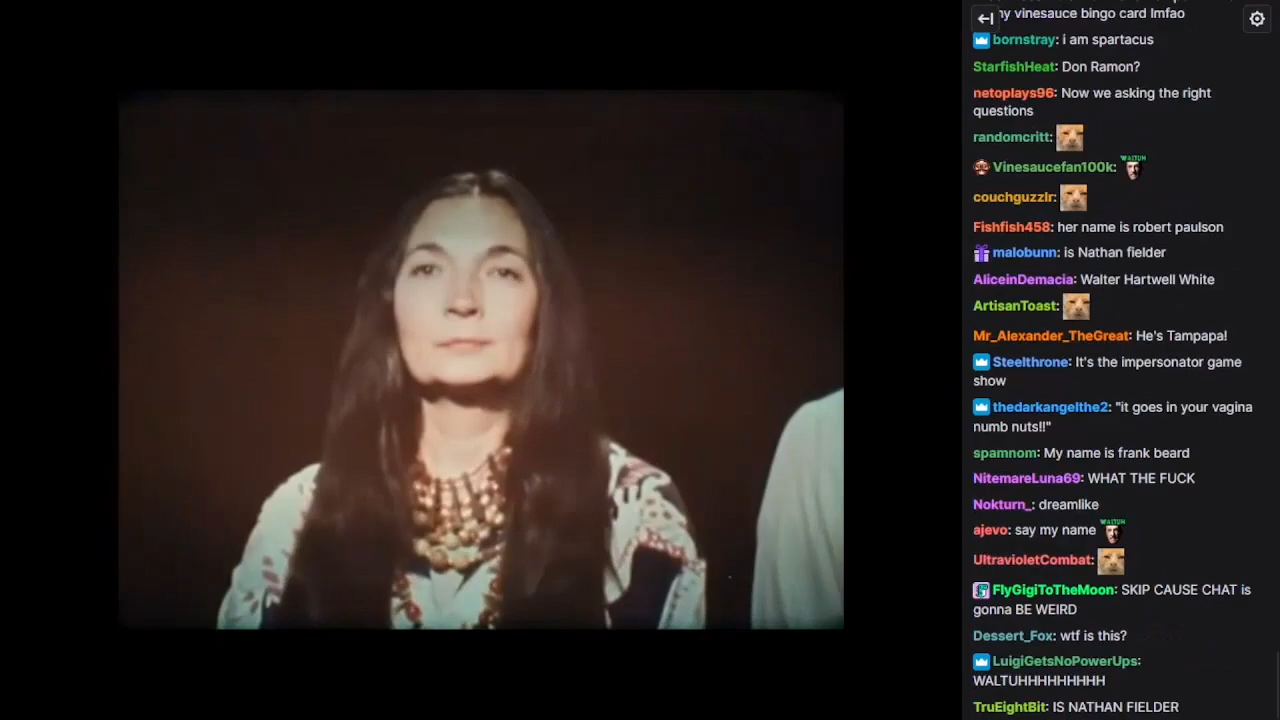 ny vinesauce bingo card lmfao
bornstray: i am spartacus
StarfishHeat: Don Ramon?
netoplays96: Now we asking the right
questions
randomcritt:
Vinesaucefan100k: WALTUH
couchguzzlr:
Fishfish458: her name is robert paulson
malobunn: is Nathan fielder
AliceinDemacia: Walter Hartwell White
ArtisanToast:
Mr_Alexander_TheGreat: He's Tampapa!
Steelthrone: It's the impersonator game
show
thedarkangelthe2: "it goes in your vagina
numb nuts!!"
spamnom: My name is frank beard
NitemareLuna69: WHAT THE FUCK
Nokturn_: dreamlike
ajevo: say my name WALTUH
UltravioletCombat:
FlyGigiToTheMoon: SKIP CAUSE CHAT is
gonna BE WEIRD
Dessert_Fox: wtf is this?
LuigiGetsNoPowerUps:
WALTUHHHHHHHHH
TruEightBit: IS NATHAN FIELDER